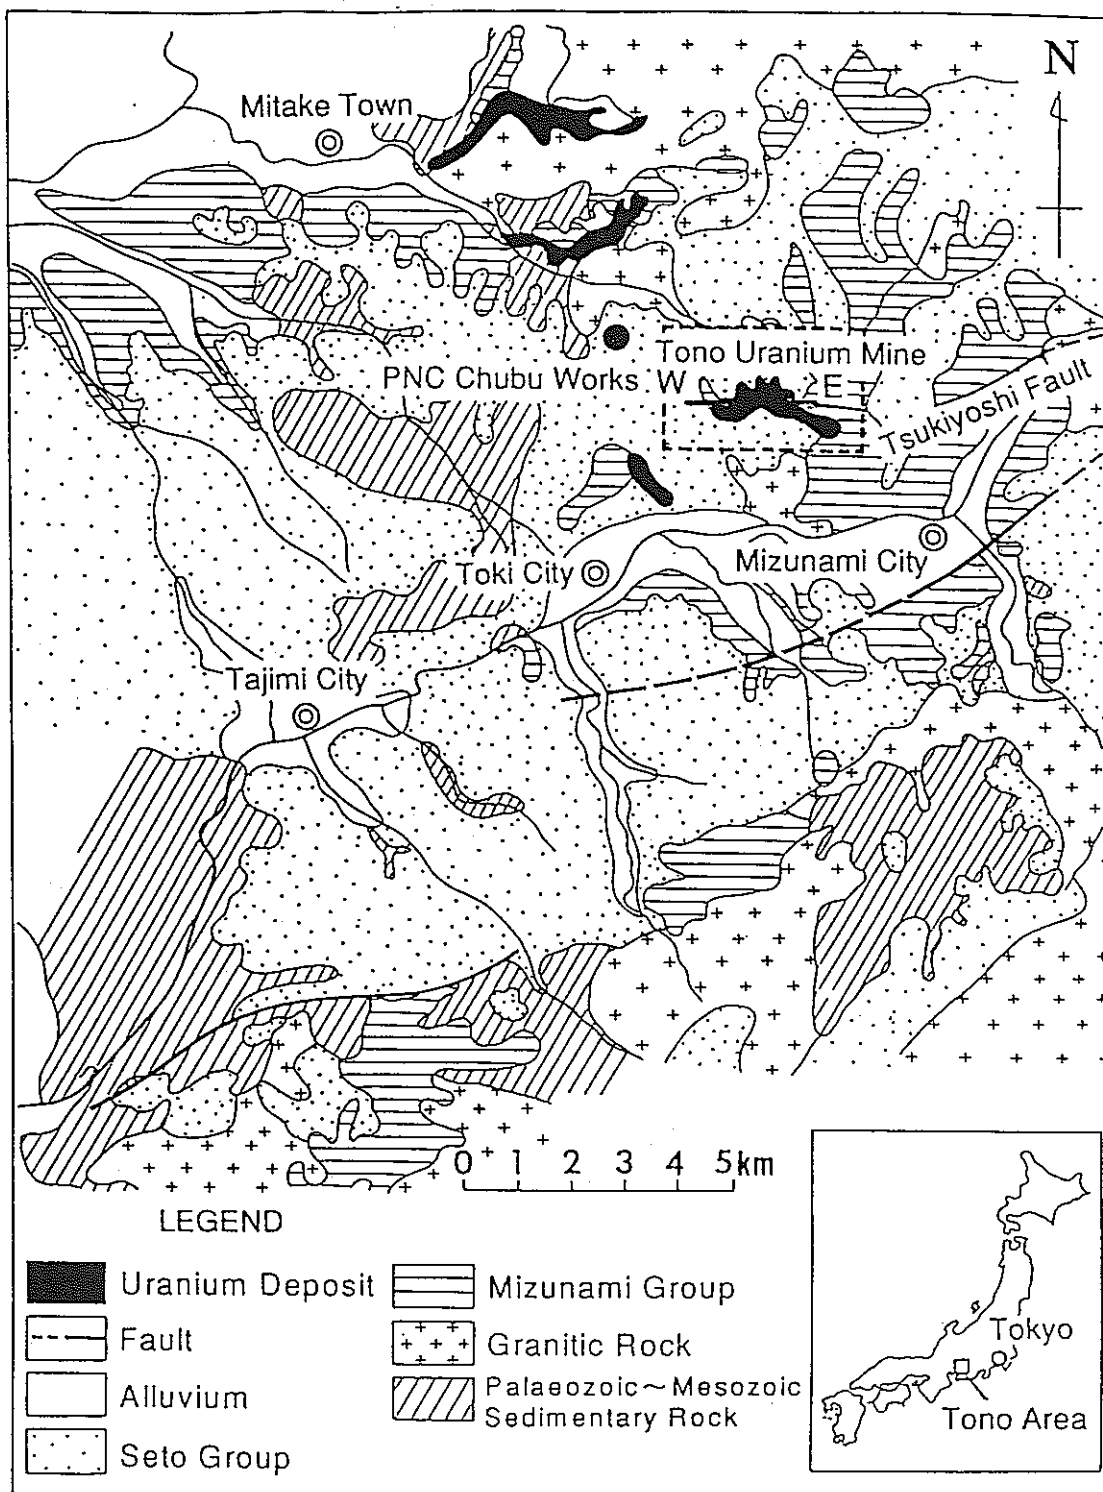 N
Mitake Town
Tono Uranium Mine
PNC Chubu Works
W
E
Tsukiyoshi Fault
Toki City
Mizunami City
Tajimi City
0 1 2 3 4 5km
LEGEND
Uranium Deposit
Fault
Alluvium
Seto Group
Mizunami Group
Granitic Rock
Palaeozoic~Mesozoic
Sedimentary Rock
Tokyo
Tono Area